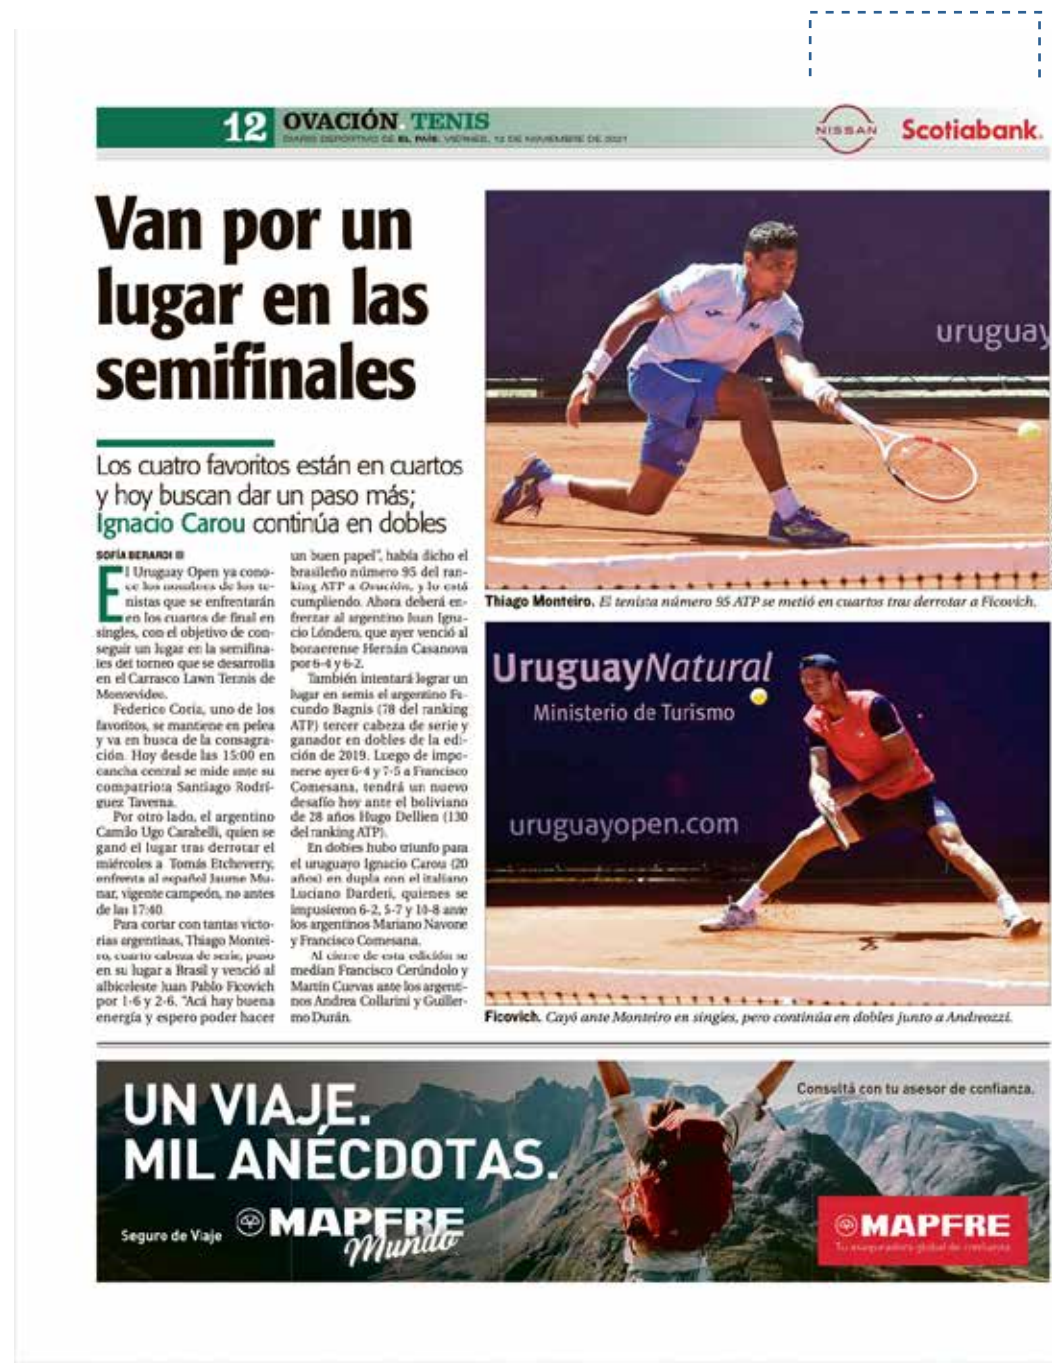 12 OVACIÓN. TENIS
DIARIO DEPORTIVO DE EL PAÍS. VIERNES, 12 DE NOVIEMBRE DE 2021
NISSAN
Scotiabank.
Van por un
lugar en las
semifinales
Los cuatro favoritos están en cuartos
y hoy buscan dar un paso más;
Ignacio Carou continúa en dobles
SOFÍA BERARDI
El Uruguay Open ya cono-
ce los nombres de los te-
nistas que se enfrentarán
en los cuartos de final en
singles, con el objetivo de con-
seguir un lugar en la semifina-
les del torneo que se desarrolla
en el Carrasco Lawn Tennis de
Montevideo.
Federico Coria, uno de los
favoritos, se mantiene en pelea
y va en busca de la consagra-
ción. Hoy desde las 15:00 en
cancha central se mide ante su
compatriota Santiago Rodrí-
guez Taverna.
Por otro lado, el argentino
Camilo Ugo Carabelli, quien se
ganó el lugar tras derrotar el
miércoles a Tomás Etcheverry,
enfrenta al español Jaume Mu-
nar, vigente campeón, no antes
de las 17:40.
Para cortar con tantas victo-
rias argentinas, Thiago Montei-
ro, cuarto cabeza de serie, puso
en su lugar a Brasil y venció al
albiceleste Juan Pablo Ficovich
por 1-6 y 2-6. "Acá hay buena
energía y espero poder hacer
un buen papel", había dicho el
brasileño número 95 del ran-
king ATP a Ovación, y lo está
cumpliendo. Ahora deberá en-
frentar al argentino Juan Igna-
cio Lóndero, que ayer venció al
bonaerense Hernán Casanova
por 6-4 y 6-2.
También intentará lograr un
lugar en semis el argentino Fa-
cundo Bagnis (78 del ranking
ATP) tercer cabeza de serie y
ganador en dobles de la edi-
ción de 2019. Luego de impo-
nerse ayer 6-4 y 7-5 a Francisco
Comesana, tendrá un nuevo
desafío hoy ante el boliviano
de 28 años Hugo Dellien (130
del ranking ATP).
En dobles hubo triunfo para
el uruguayo Ignacio Carou (20
años) en dupla con el italiano
Luciano Darderi, quienes se
impusieron 6-2, 5-7 y 10-8 ante
los argentinos Mariano Navone
y Francisco Comesana.
Al cierre de esta edición se
medían Francisco Cerúndolo y
Martín Cuevas ante los argenti-
nos Andrea Collarini y Guiller-
mo Durán.
uruguay
Thiago Monteiro. El tenista número 95 ATP se metió en cuartos tras derrotar a Ficovich.
UruguayNatural
Ministerio de Turismo
uruguayopen.com
Ficovich. Cayó ante Monteiro en singles, pero continúa en dobles junto a Andreozzi.
UN VIAJE.
MIL ANÉCDOTAS.
Seguro de Viaje
MAPFRE
Mundo
Consultá con tu asesor de confianza.
MAPFRE
Tu aseguradora global de confianza